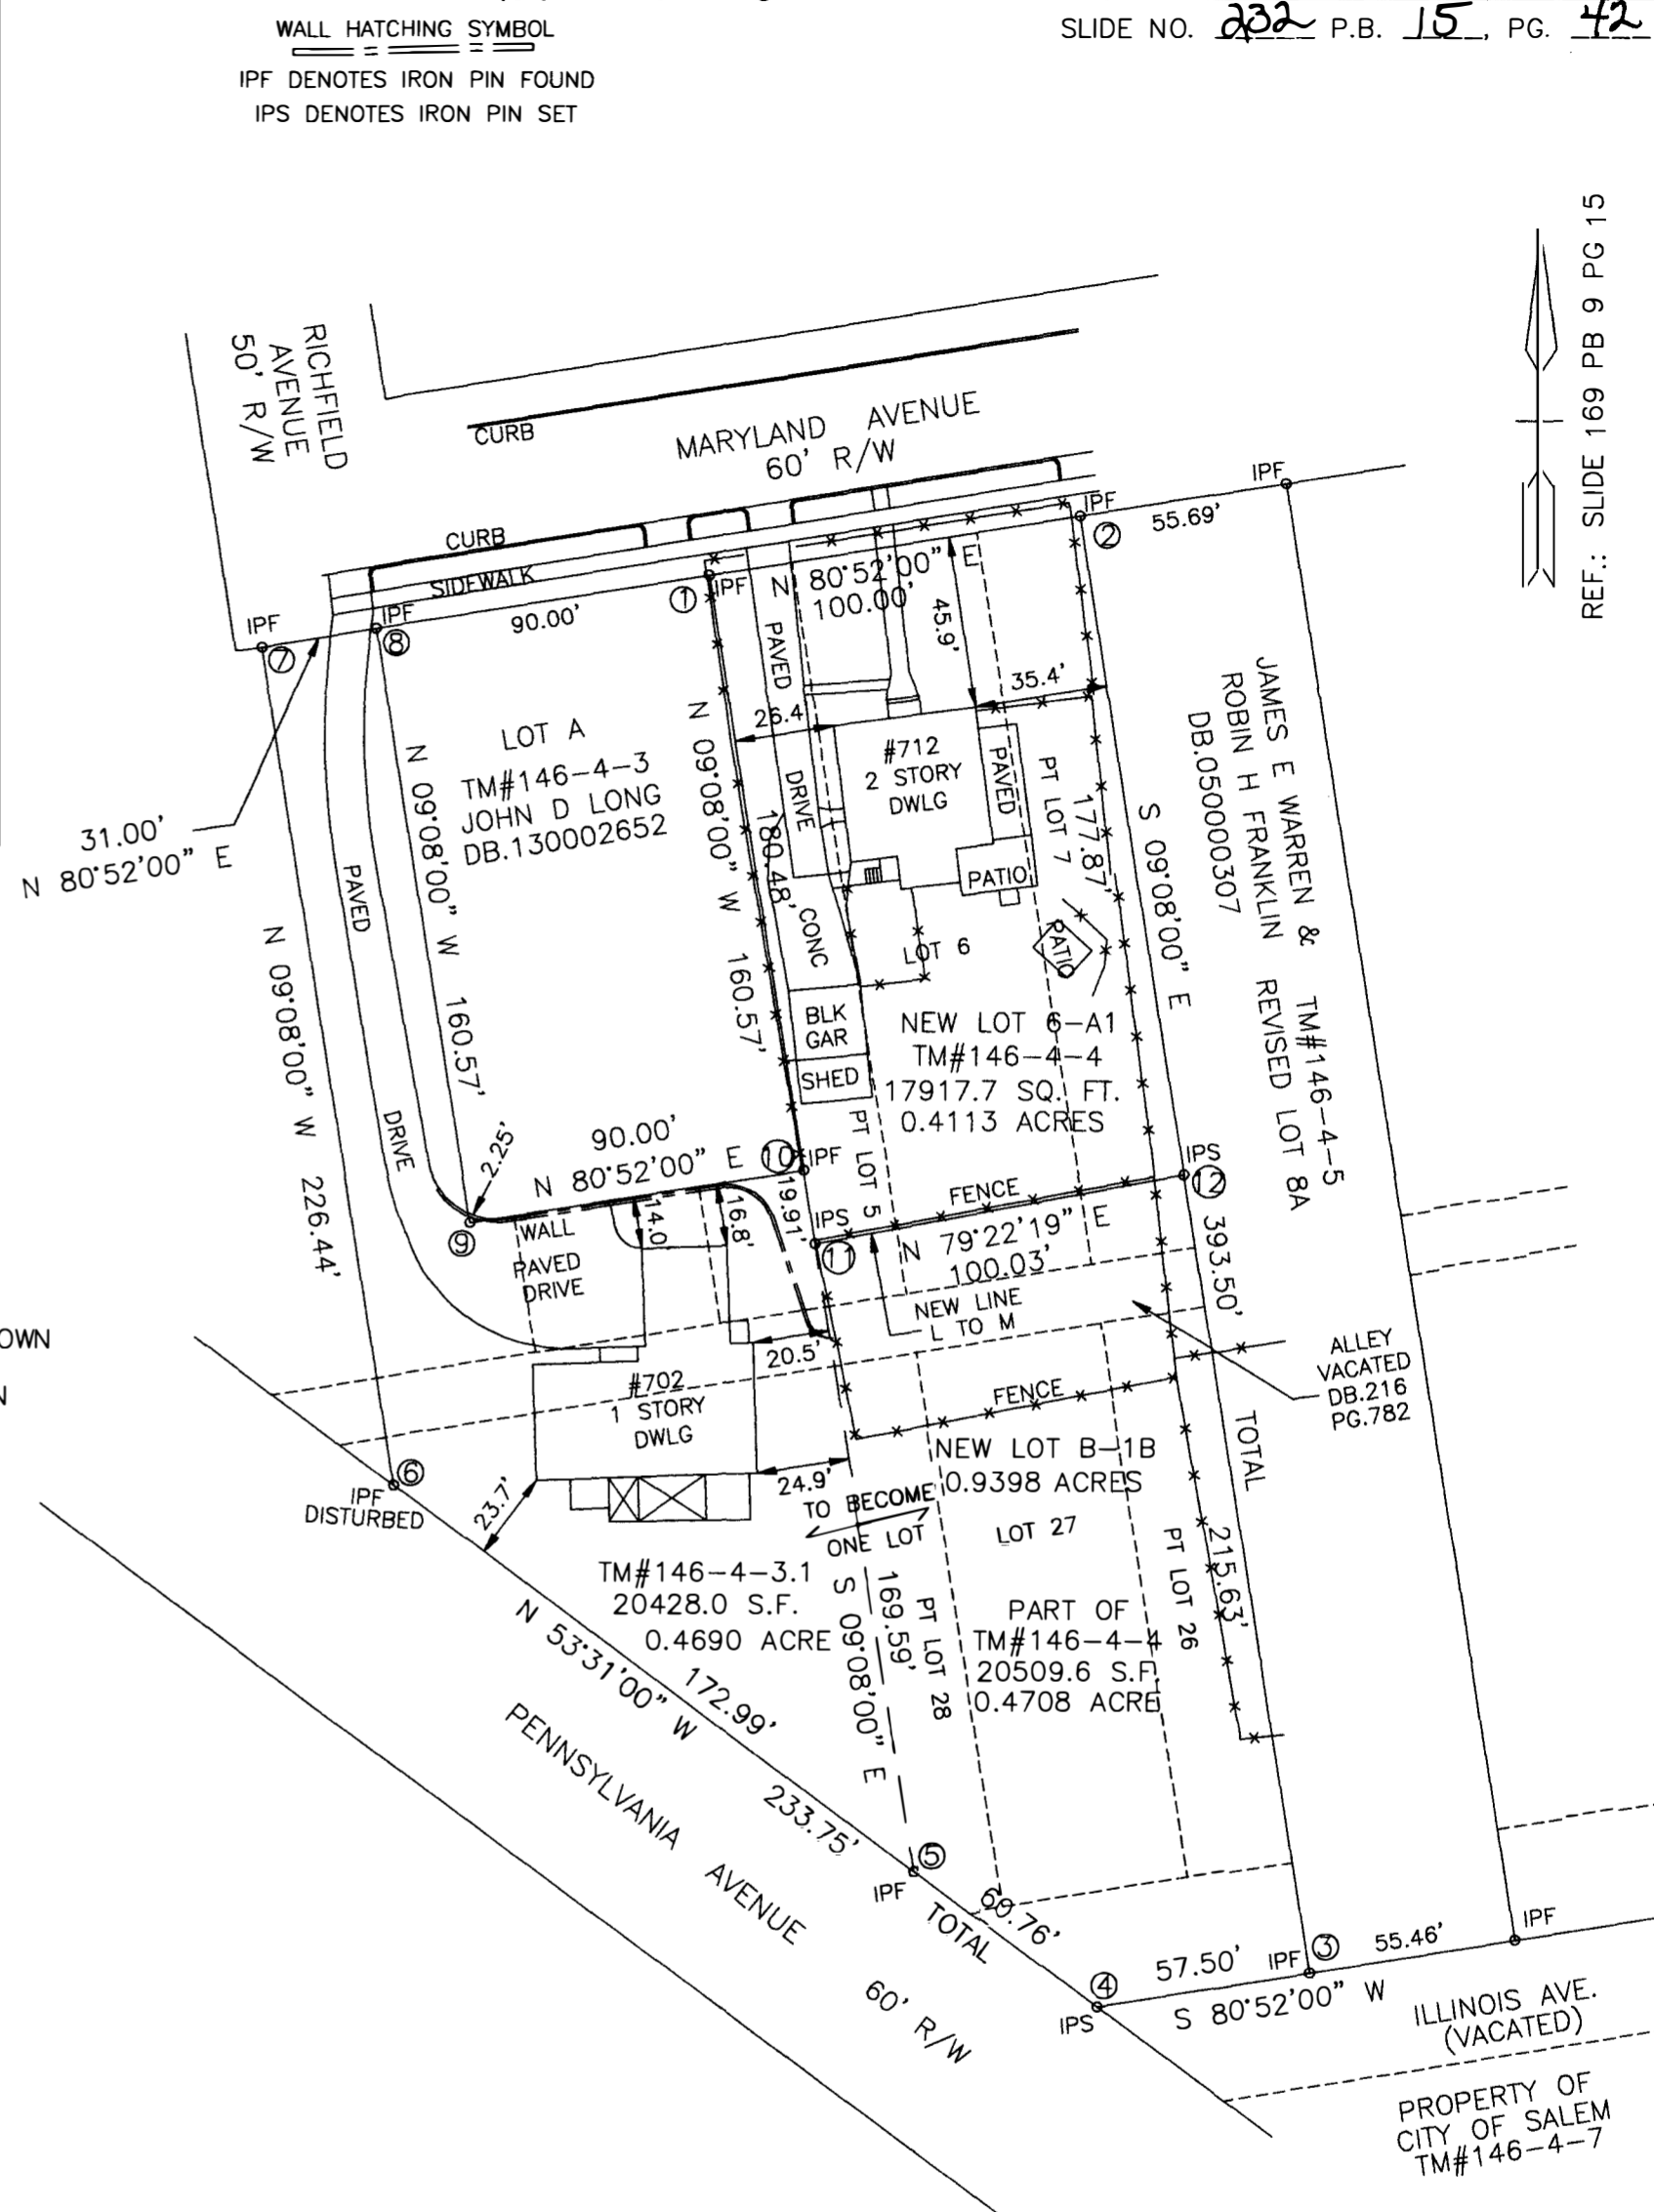 WALL HATCHING SYMBOL
IPF DENOTES IRON PIN FOUND
IPS DENOTES IRON PIN SET
SLIDE NO. 232 P.B. 15, PG. 42
REF.: SLIDE 169 PB 9 PG 15
RICHFIELD
AVENUE
50' R/W
CURB
MARYLAND AVENUE
60' R/W
CURB
SIDEWALK
IPF
7
IPF
8
90.00'
1
IPF
N 80°52'00" E
100.00'
IPF
2
55.69'
IPF
31.00'
N 80°52'00" E
LOT A
TM#146-4-3
JOHN D LONG
DB.130002652
N 09°08'00" W 160.57'
N 09°08'00" W 160.57'
180.48'
N 09°08'00" W 226.44'
PAVED
DRIVE
PAVED
DRIVE
26.4
45.9'
35.4'
#712
2 STORY
DWLG
PAVED
PATIO
PATIO
PT LOT 7
177.87'
S 09°08'00" E
CONC
LOT 6
BLK
GAR
SHED
NEW LOT 6-A1
TM#146-4-4
17917.7 SQ. FT.
0.4113 ACRES
PT LOT 5
JAMES E WARREN &
ROBIN H FRANKLIN
DB.050000307
TM#146-4-5
REVISED LOT 8A
2.25'
90.00'
N 80°52'00" E
10
IPF
19.91'
9
WALL
PAVED
DRIVE
14.0
16.8'
IPS
11
FENCE
N 79°22'19" E
100.03'
IPS
12
393.50'
TOTAL
NEW LINE
L TO M
ALLEY
VACATED
DB.216
PG.782
OWN
N
20.5'
#702
1 STORY
DWLG
24.9'
23.7'
6
IPF
DISTURBED
FENCE
NEW LOT B-1B
0.9398 ACRES
TO BECOME
ONE LOT
LOT 27
PT LOT 26
215.63'
TM#146-4-3.1
20428.0 S.F.
0.4690 ACRE
169.59'
S 09°08'00" E
PT LOT 28
PART OF
TM#146-4-4
20509.6 S.F.
0.4708 ACRE
N 53°31'00" W
172.99'
233.75'
TOTAL
PENNSYLVANIA AVENUE
60' R/W
5
IPF
60.76'
4
IPS
57.50'
IPF
3
55.46'
IPF
S 80°52'00" W
ILLINOIS AVE.
(VACATED)
PROPERTY OF
CITY OF SALEM
TM#146-4-7